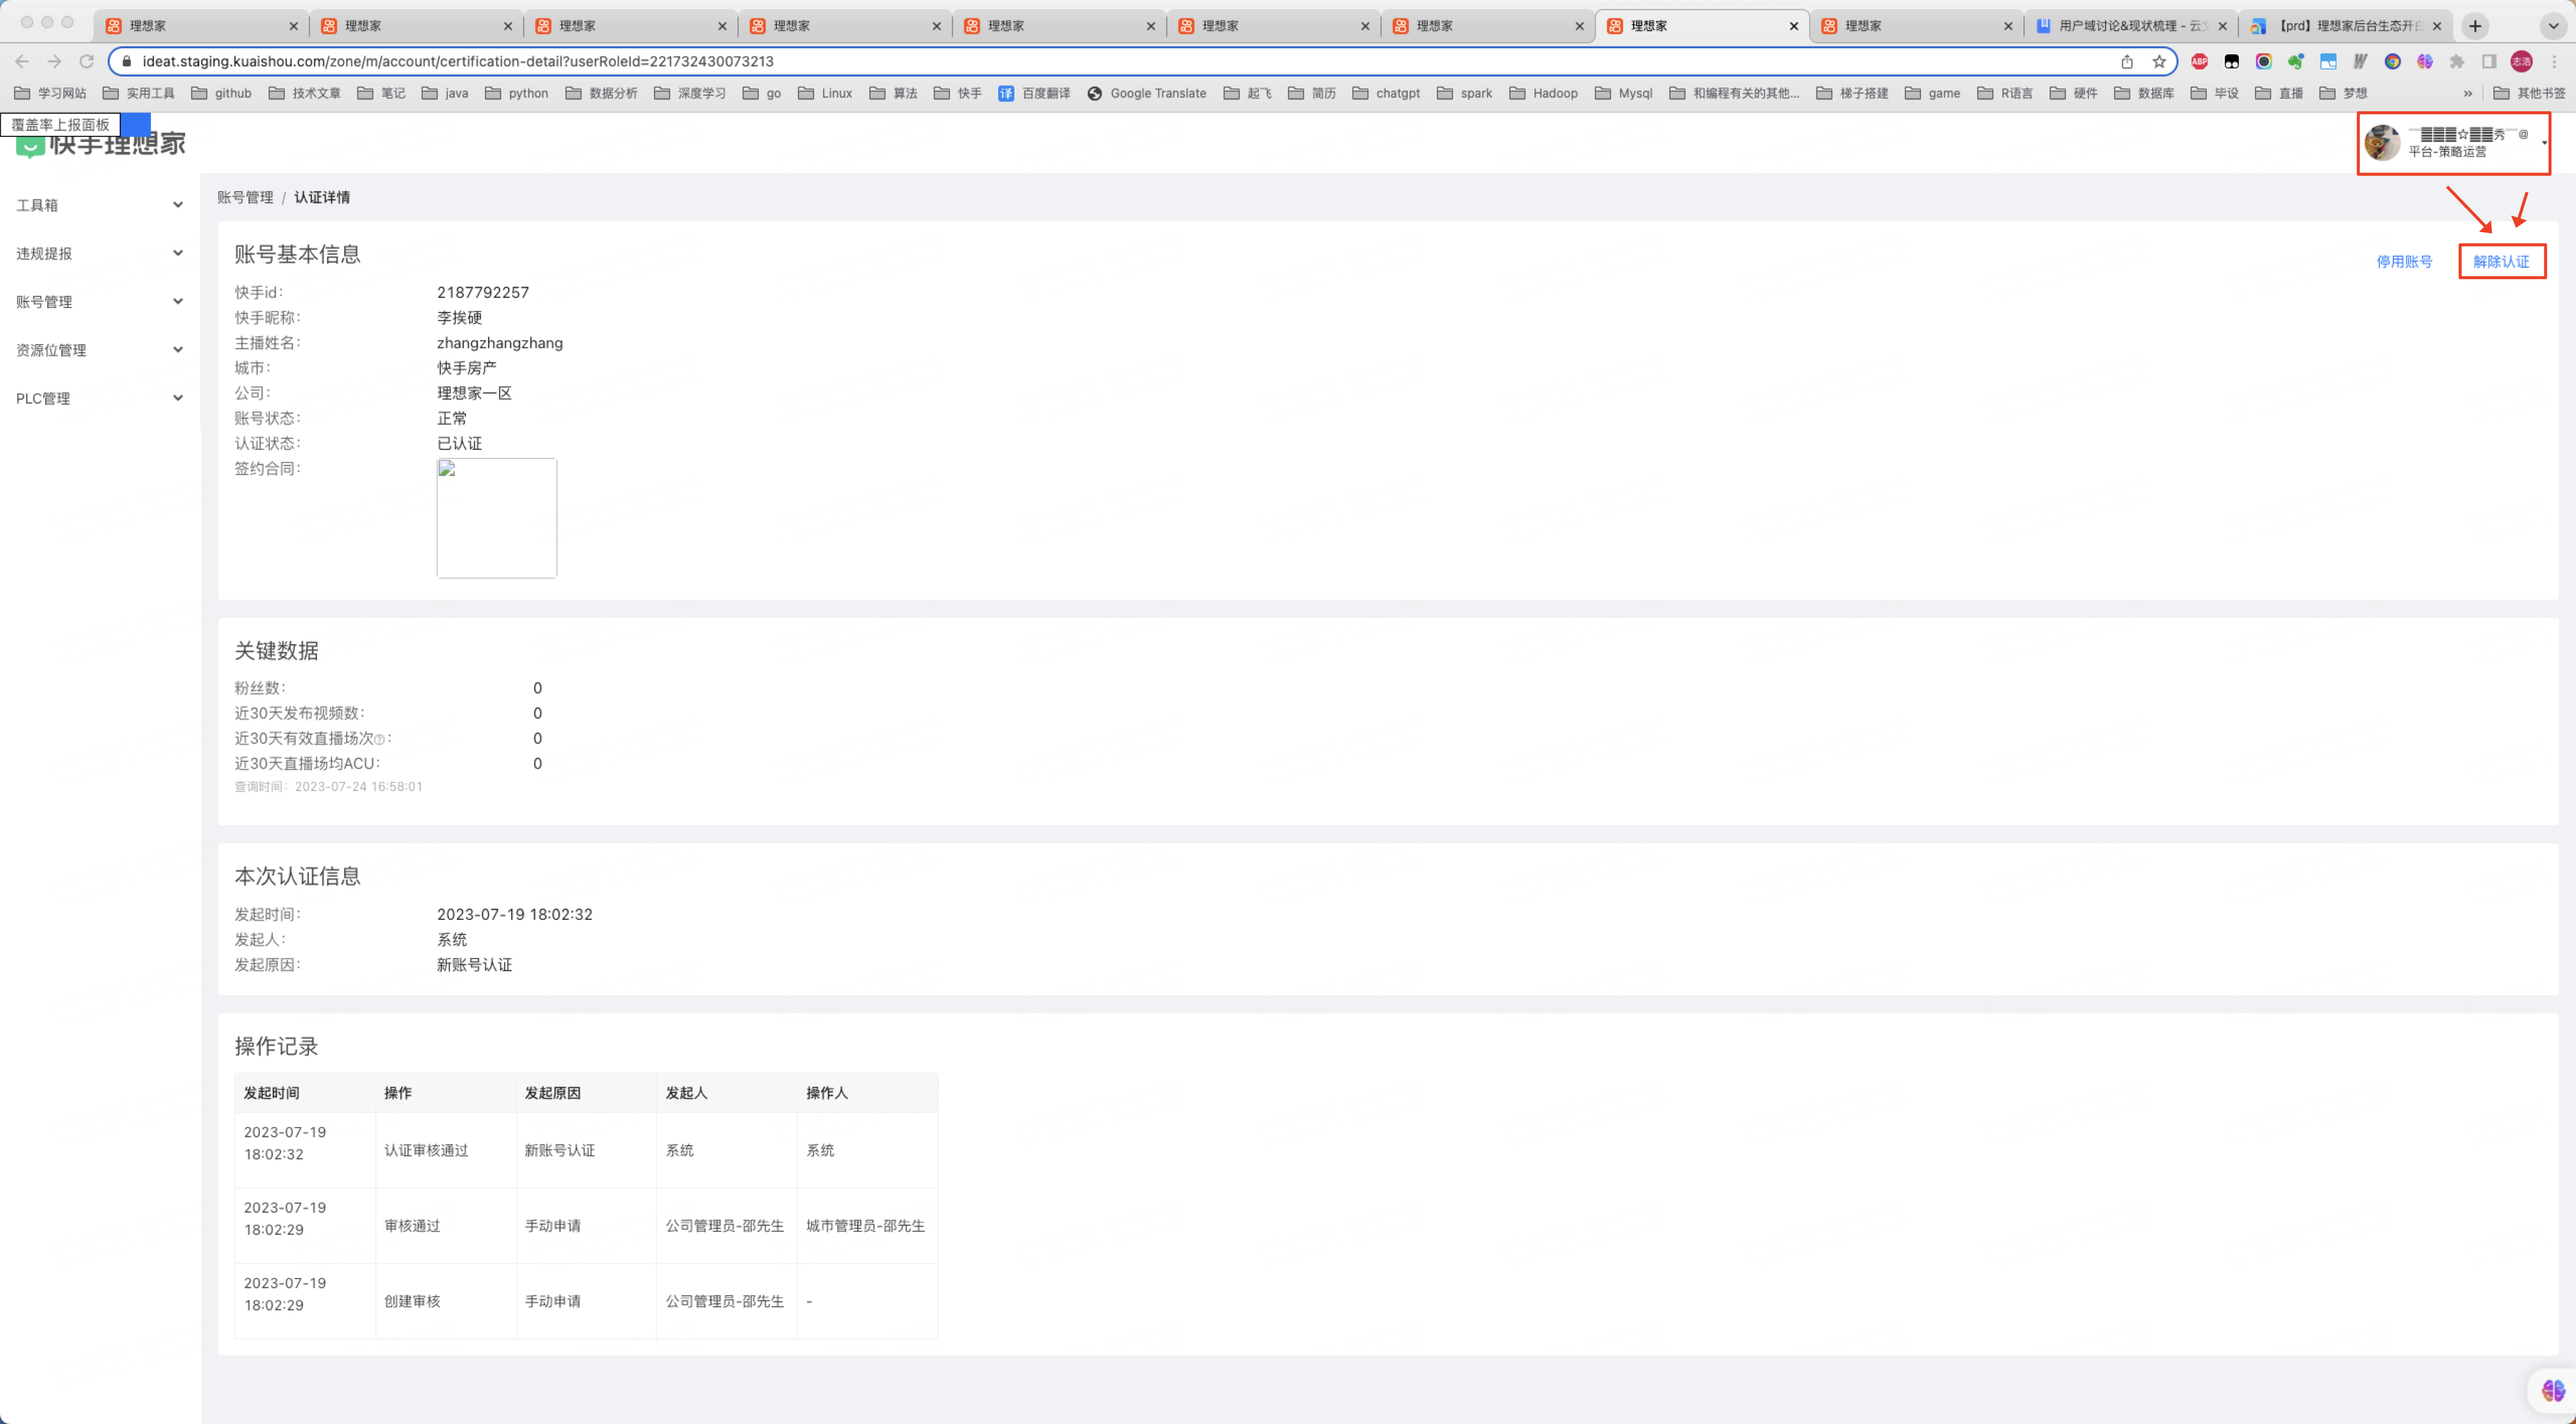 理想家
理想家
理想家
理想家
理想家
理想家
理想家
理想家
理想家
用户域讨论&现状梳理 - 云文
【prd】理想家后台生态开白
ideat.staging.kuaishou.com/zone/m/account/certification-detail?userRoleId=221732430073213
ABP
志浩
学习网站 实用工具 github 技术文章 笔记 java python 数据分析 深度学习 go Linux 算法 快手 译 百度翻译 Google Translate 起飞 简历 chatgpt spark Hadoop Mysql 和编程有关的其他... 梯子搭建 game R语言 硬件 数据库 毕设 直播 梦想 » 其他书签
覆盖率上报面板
快手理想家
☆ 秀 @
平台-策略运营
工具箱
违规提报
账号管理
资源位管理
PLC管理
账号管理 / 认证详情
账号基本信息
停用账号 解除认证
快手id: 2187792257
快手昵称: 李挨硬
主播姓名: zhangzhangzhang
城市: 快手房产
公司: 理想家一区
账号状态: 正常
认证状态: 已认证
签约合同:
关键数据
粉丝数: 0
近30天发布视频数: 0
近30天有效直播场次?: 0
近30天直播场均ACU: 0
查询时间: 2023-07-24 16:58:01
本次认证信息
发起时间: 2023-07-19 18:02:32
发起人: 系统
发起原因: 新账号认证
操作记录
发起时间 操作 发起原因 发起人 操作人
2023-07-19
18:02:32
认证审核通过 新账号认证 系统 系统
2023-07-19
18:02:29
审核通过 手动申请 公司管理员-邵先生 城市管理员-邵先生
2023-07-19
18:02:29
创建审核 手动申请 公司管理员-邵先生 -